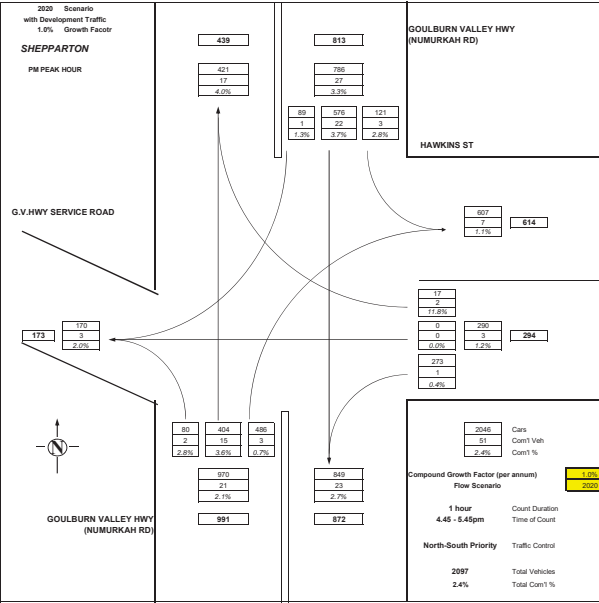 2020 Scenario
with Development Traffic
1.0% Growth Facotr
SHEPPARTON
PM PEAK HOUR
439
813
GOULBURN VALLEY HWY
(NUMURKAH RD)
421
17
4.0%
786
27
3.3%
89
1
1.3%
576
22
3.7%
121
3
2.8%
HAWKINS ST
G.V.HWY SERVICE ROAD
607
7
1.1%
614
17
2
11.8%
0
0
0.0%
290
3
1.2%
294
273
1
0.4%
173
170
3
2.0%
80
2
2.8%
404
15
3.6%
486
3
0.7%
N
970
21
2.1%
849
23
2.7%
991
872
GOULBURN VALLEY HWY
(NUMURKAH RD)
2046 Cars
51 Com'l Veh
2.4% Com'l %
Compound Growth Factor (per annum) 1.0%
Flow Scenario 2020
1 hour Count Duration
4.45 - 5.45pm Time of Count
North-South Priority Traffic Control
2097 Total Vehicles
2.4% Total Com'l %